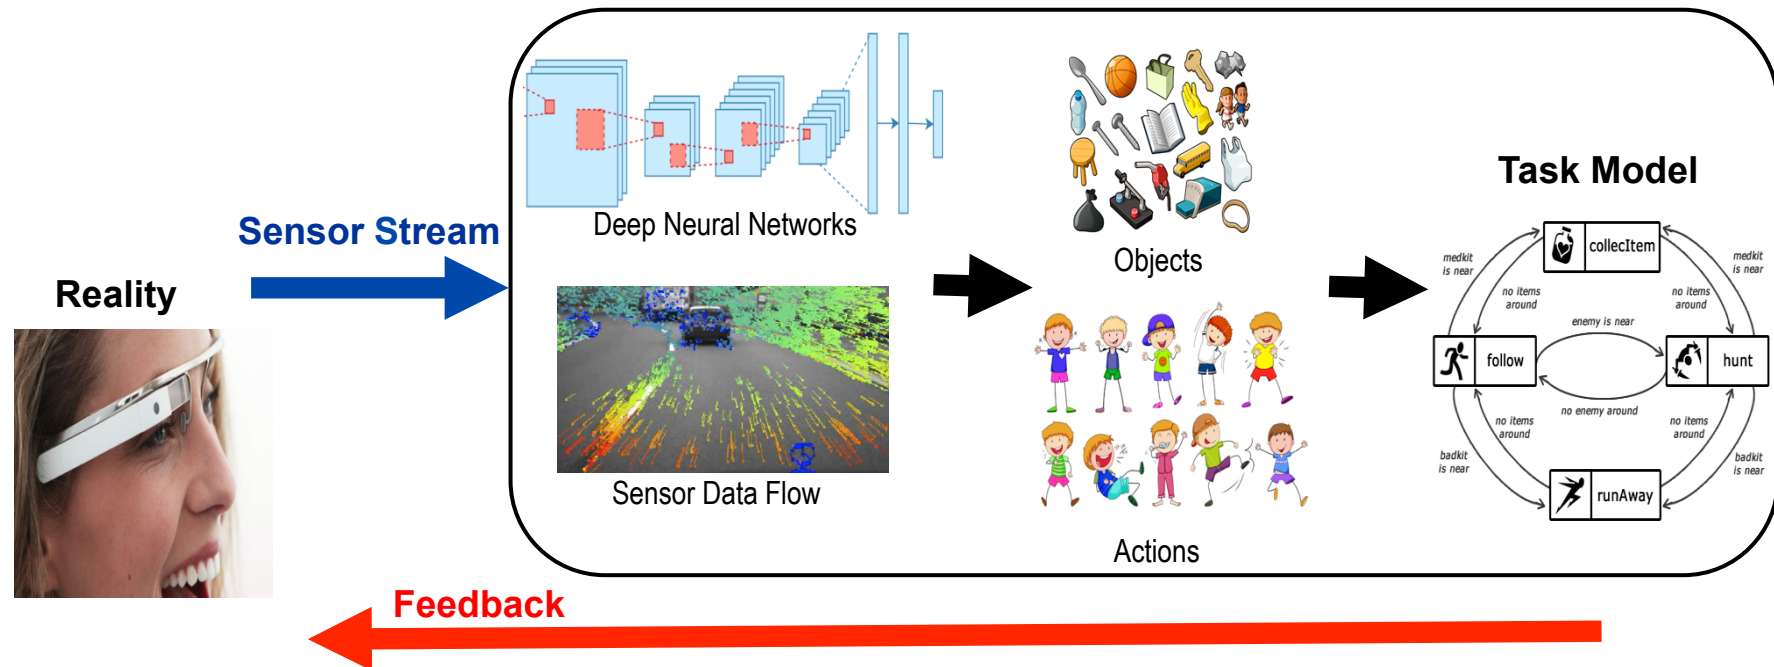 Reality
Sensor Stream
Deep Neural Networks
Sensor Data Flow
Objects
Actions
Task Model
collecItem
medkit
is near
medkit
is near
no items
around
no items
around
enemy is near
follow
hunt
no enemy around
no items
around
no items
around
badkit
is near
badkit
is near
runAway
Feedback